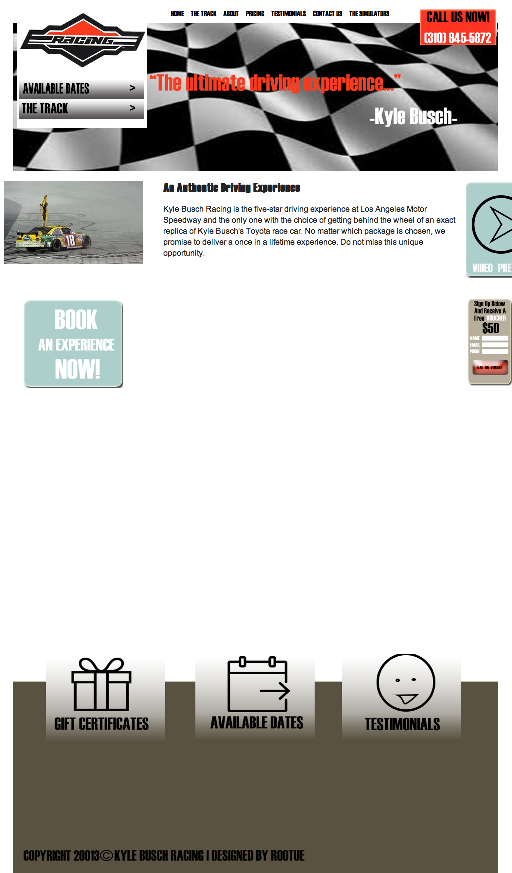 HOME THE TRACK ABOUT PRICING TESTIMONIALS CONTACT US THE SIMULATORS
CALL US NOW!
(310) 945-5872
RACING
AVAILABLE DATES >
THE TRACK >
“The ultimate driving experience...”
-Kyle Busch-
An Authentic Driving Experience
Kyle Busch Racing is the five-star driving experience at Los Angeles Motor
Speedway and the only one with the choice of getting behind the wheel of an exact
replica of Kyle Busch's Toyota race car. No matter which package is chosen, we
promise to deliver a once in a lifetime experience. Do not miss this unique
opportunity.
18
VIDEO PRE
BOOK
AN EXPERIENCE
NOW!
Sign Up Below
And Receive A
Free VOUCHER
$50
NAME
EMAIL
PHONE
GIFT CERTIFICATES
AVAILABLE DATES
TESTIMONIALS
COPYRIGHT 20013© KYLE BUSCH RACING | DESIGNED BY ROOTUE